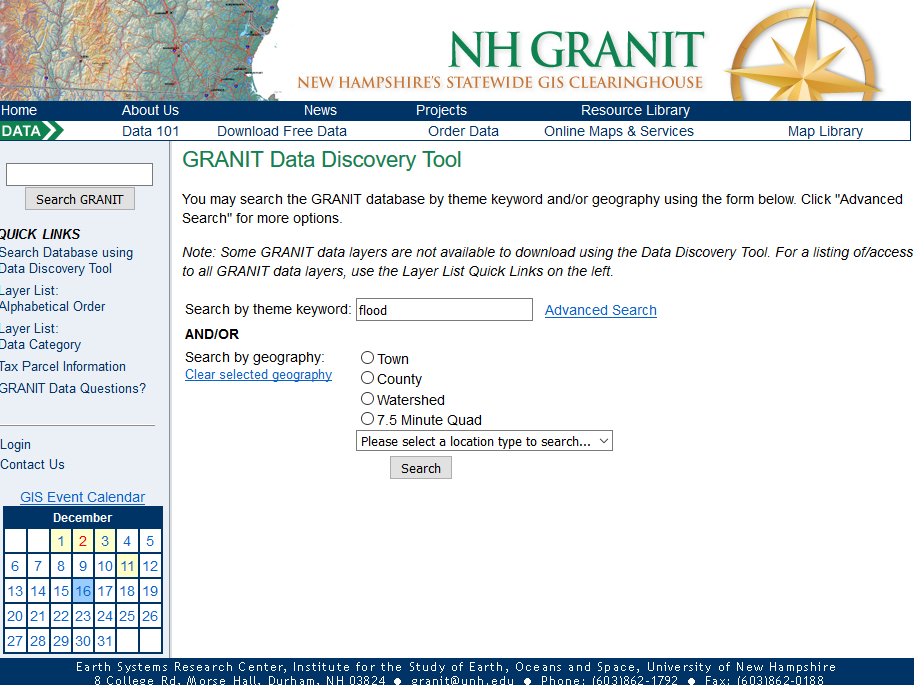 NH GRANIT
NEW HAMPSHIRE'S STATEWIDE GIS CLEARINGHOUSE
Home About Us News Projects Resource Library
DATA Data 101 Download Free Data Order Data Online Maps & Services Map Library
Search GRANIT
QUICK LINKS
Search Database using
Data Discovery Tool
Layer List:
Alphabetical Order
Layer List:
Data Category
Tax Parcel Information
GRANIT Data Questions?
Login
Contact Us
GIS Event Calendar
December
1 2 3 4 5
6 7 8 9 10 11 12
13 14 15 16 17 18 19
20 21 22 23 24 25 26
27 28 29 30 31
GRANIT Data Discovery Tool
You may search the GRANIT database by theme keyword and/or geography using the form below. Click "Advanced
Search" for more options.
Note: Some GRANIT data layers are not available to download using the Data Discovery Tool. For a listing of/access
to all GRANIT data layers, use the Layer List Quick Links on the left.
Search by theme keyword: flood Advanced Search
AND/OR
Search by geography:
Clear selected geography
Town
County
Watershed
7.5 Minute Quad
Please select a location type to search...
Search
Earth Systems Research Center, Institute for the Study of Earth, Oceans and Space, University of New Hampshire
8 College Rd, Morse Hall, Durham, NH 03824 ● granit@unh.edu ● Phone: (603)862-1792 ● Fax: (603)862-0188